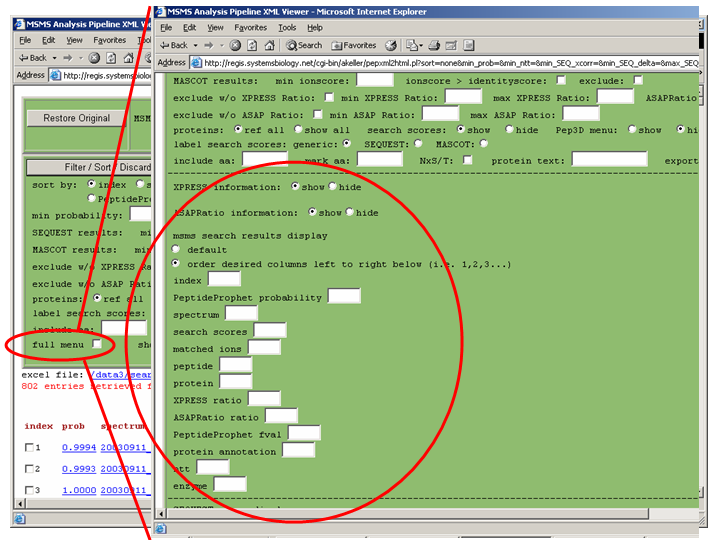 MSMS Analysis Pipeline XML V
File Edit View Favorites Tools
Back
Address http://regis.systemsbiolo
Restore Original MSM
Filter / Sort / Discard
sort by: index s
PeptideProphe
min probability:
SEQUEST results: min
MASCOT results: min
exclude w/o XPRESS Ra
exclude w/o ASAP Ratio
proteins: ref all
label search scores:
include aa:
full menu sh
excel file: /data3/sear
802 entries retrieved f
index prob spectrum
1 0.9994 20030911_
2 0.9993 20030911_
3 1.0000 20030911_
MSMS Analysis Pipeline XML Viewer - Microsoft Internet Explorer
File Edit View Favorites Tools Help
Back Search Favorites
Address http://regis.systemsbiology.net/cgi-bin/akeller/pepxml2html.pl?sort=none&min_prob=&min_ntt=&min_SEQ_xcorr=&min_SEQ_delta=&max_SEQ
MASCOT results: min ionscore: ionscore > identityscore: exclude:
exclude w/o XPRESS Ratio: min XPRESS Ratio: max XPRESS Ratio: ASAPRatio
exclude w/o ASAP Ratio: min ASAP Ratio: max ASAP Ratio:
proteins: ref all show all search scores: show hide Pep3D menu: show hi
label search scores: generic: SEQUEST: MASCOT:
include aa: mark aa: NxS/T: protein text: export
XPRESS information: show hide
ASAPRatio information: show hide
msms search results display
default
order desired columns left to right below (i.e. 1,2,3...)
index
PeptideProphet probability
spectrum
search scores
matched ions
peptide
protein
XPRESS ratio
ASAPRatio ratio
PeptideProphet fval
protein annotation
ntt
enzyme